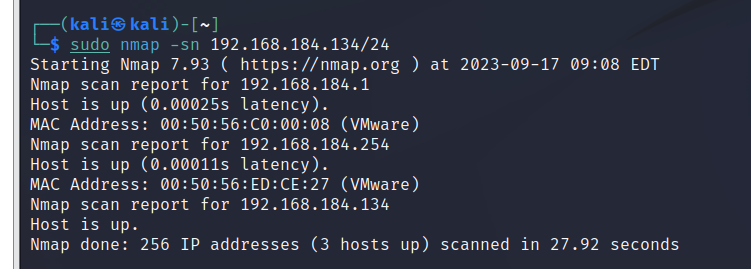 ┌──(kali㉿kali)-[~]
└─$ sudo nmap -sn 192.168.184.134/24
Starting Nmap 7.93 ( https://nmap.org ) at 2023-09-17 09:08 EDT
Nmap scan report for 192.168.184.1
Host is up (0.00025s latency).
MAC Address: 00:50:56:C0:00:08 (VMware)
Nmap scan report for 192.168.184.254
Host is up (0.00011s latency).
MAC Address: 00:50:56:ED:CE:27 (VMware)
Nmap scan report for 192.168.184.134
Host is up.
Nmap done: 256 IP addresses (3 hosts up) scanned in 27.92 seconds